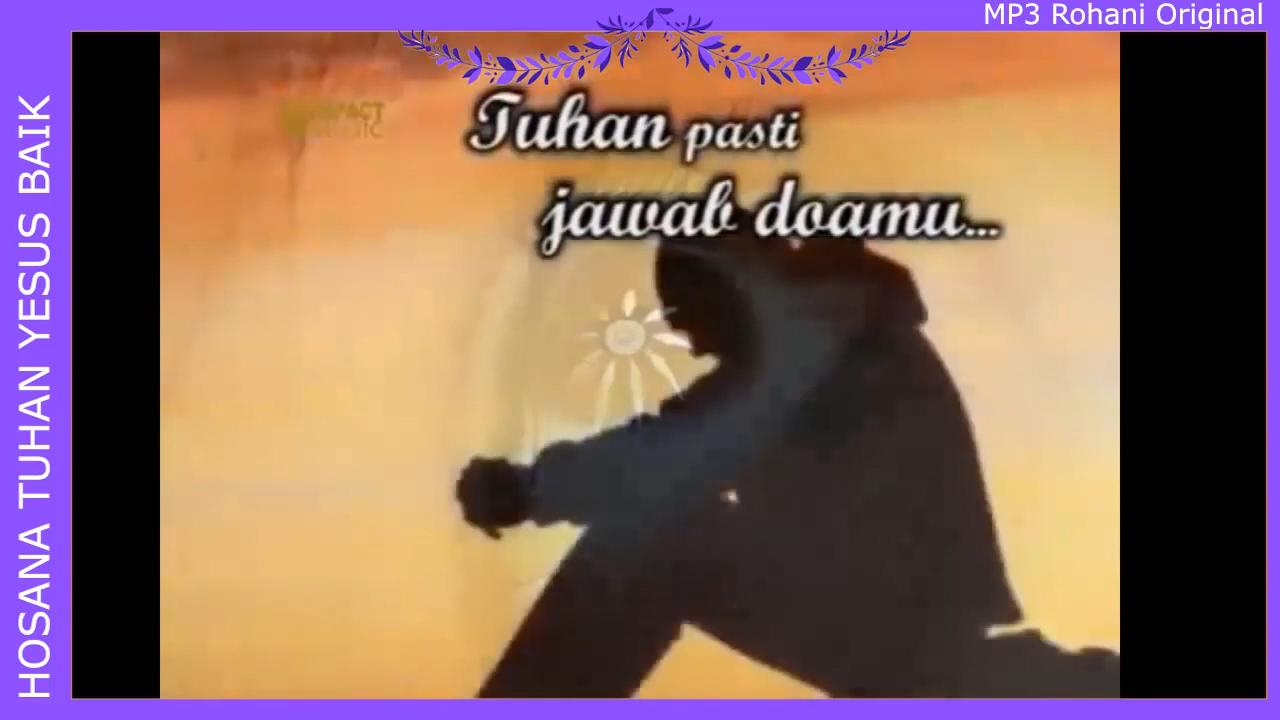 MP3 Rohani Original
HOSANA TUHAN YESUS BAIK
Tuhan pasti
jawab doamu...